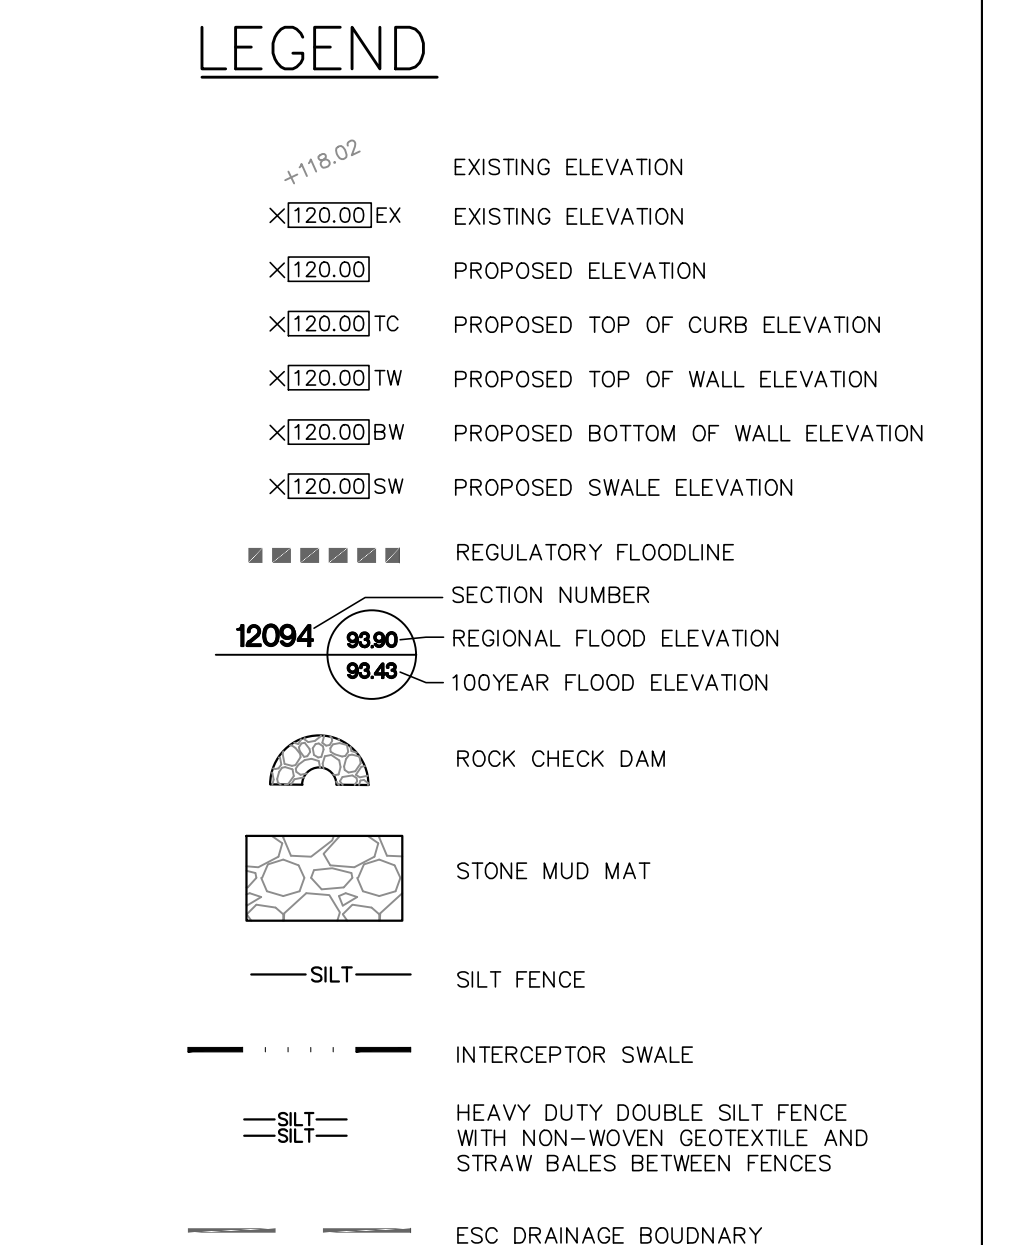 LEGEND
+118.02 EXISTING ELEVATION
×120.00 EX EXISTING ELEVATION
×120.00 PROPOSED ELEVATION
×120.00 TC PROPOSED TOP OF CURB ELEVATION
×120.00 TW PROPOSED TOP OF WALL ELEVATION
×120.00 BW PROPOSED BOTTOM OF WALL ELEVATION
×120.00 SW PROPOSED SWALE ELEVATION
REGULATORY FLOODLINE
SECTION NUMBER
12094 93.90 REGIONAL FLOOD ELEVATION
93.43 100YEAR FLOOD ELEVATION
ROCK CHECK DAM
STONE MUD MAT
SILT SILT FENCE
INTERCEPTOR SWALE
SILT HEAVY DUTY DOUBLE SILT FENCE
SILT WITH NON-WOVEN GEOTEXTILE AND
STRAW BALES BETWEEN FENCES
ESC DRAINAGE BOUDNARY